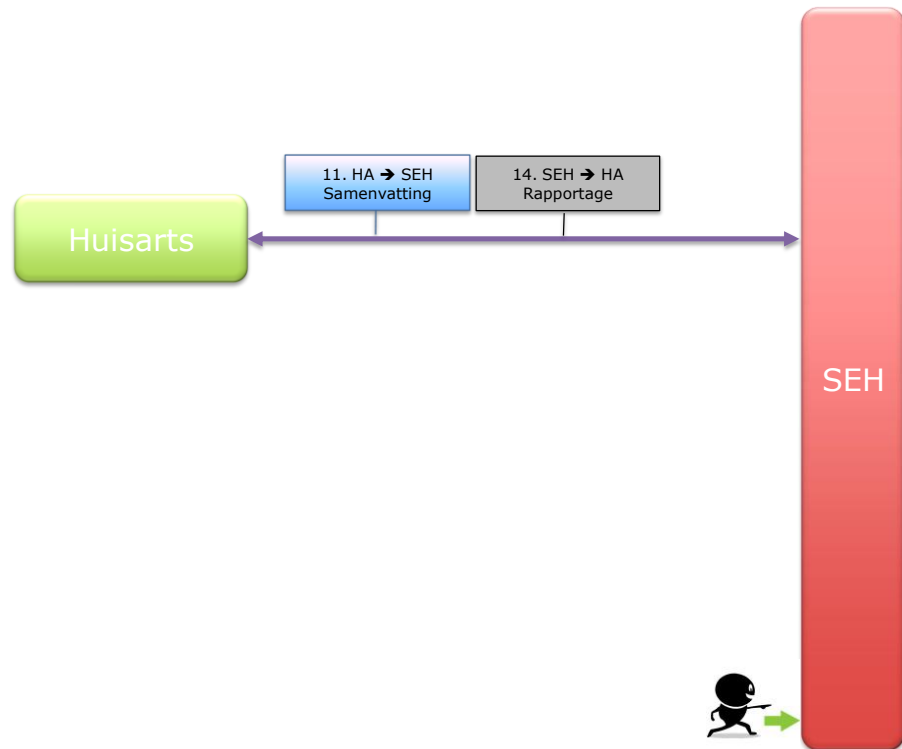 11. HA ➔ SEH
Samenvatting
14. SEH ➔ HA
Rapportage
Huisarts
SEH